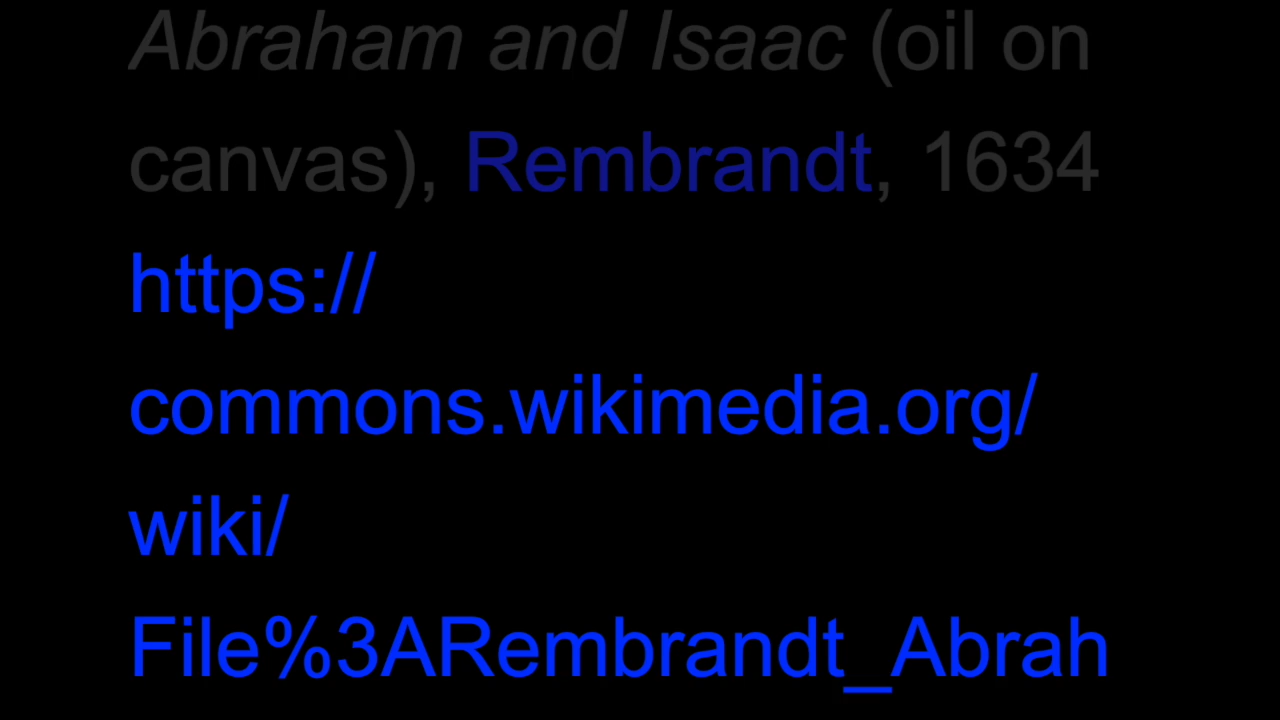 Abraham and Isaac (oil on
canvas), Rembrandt, 1634
https://
commons.wikimedia.org/
wiki/
File%3ARembrandt_Abrah